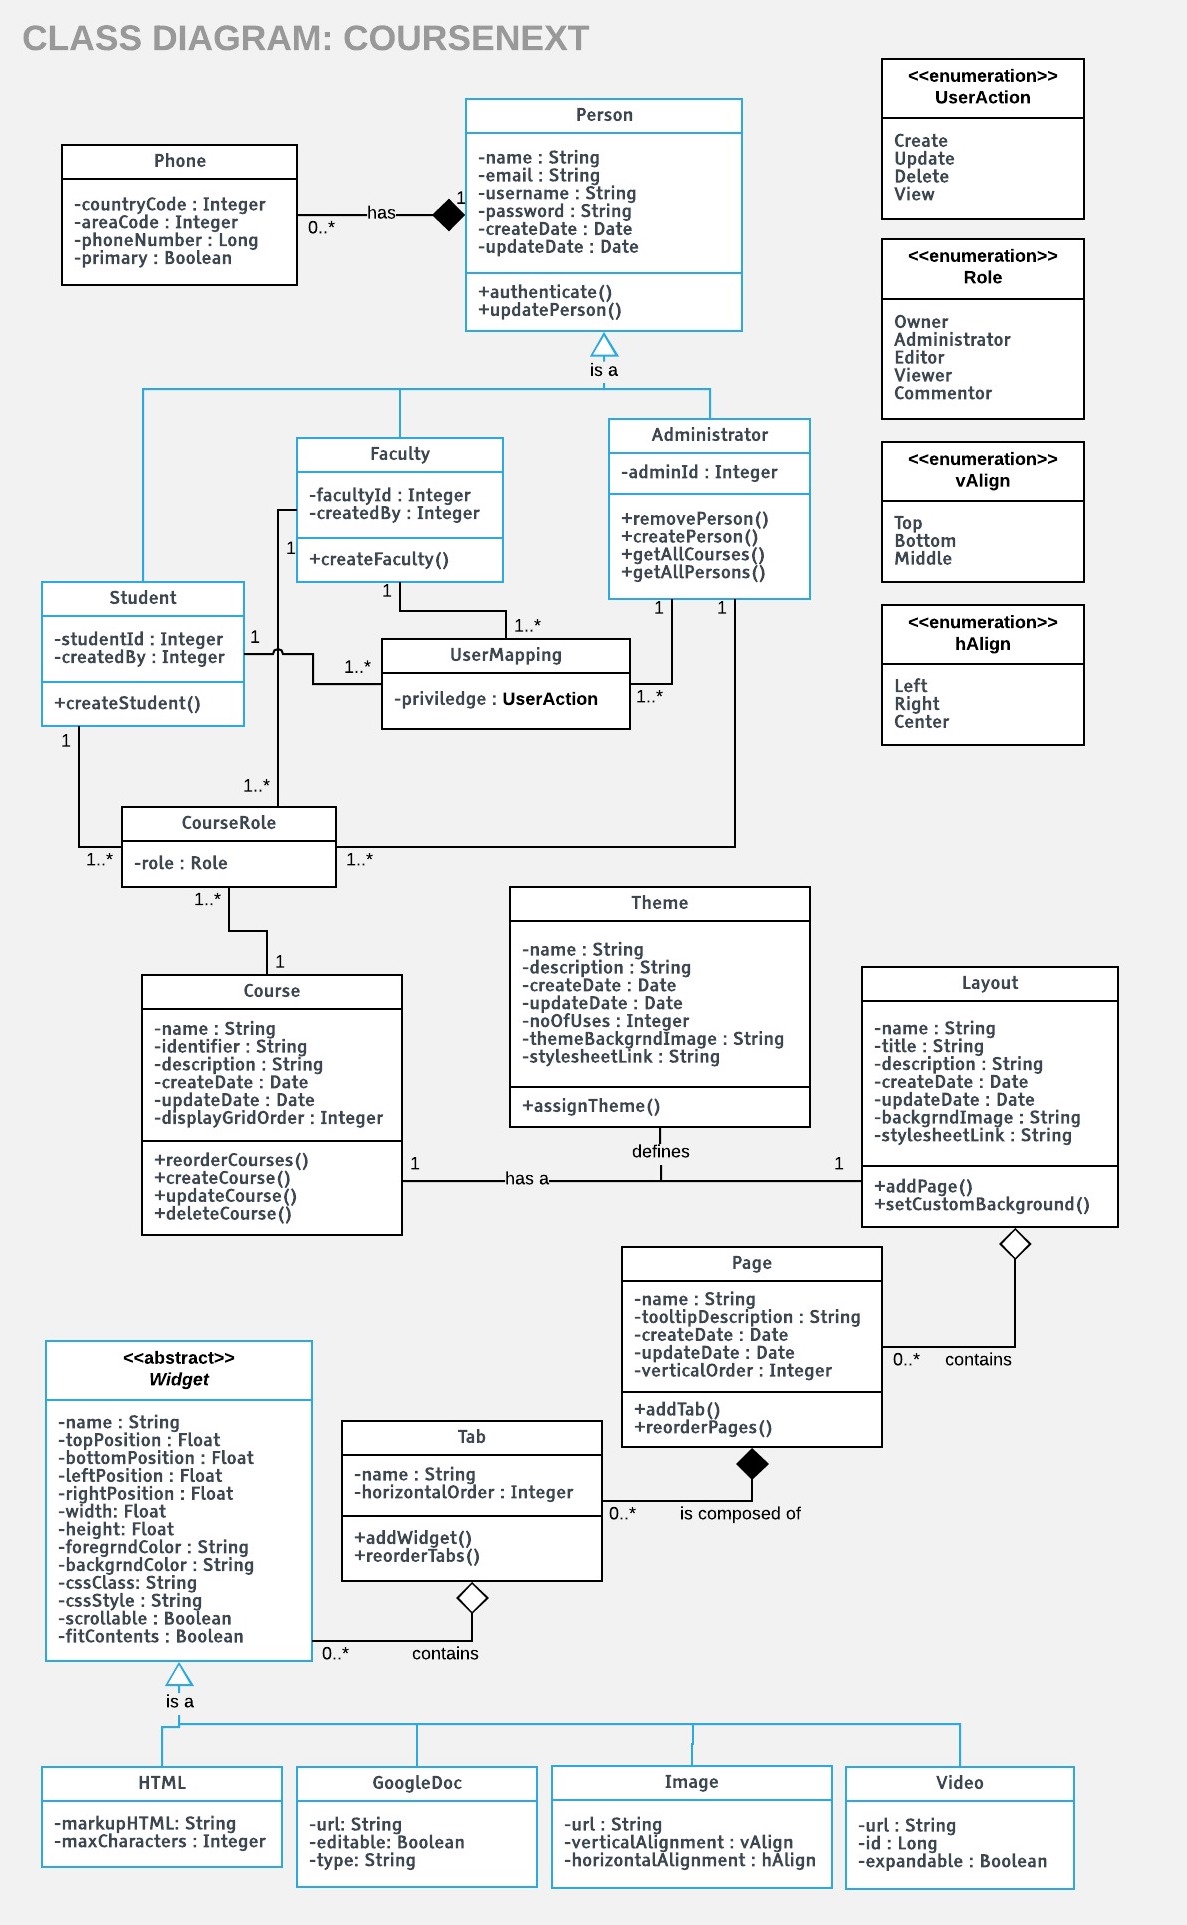 CLASS DIAGRAM: COURSENEXT
<<enumeration>>
UserAction
Create
Update
Delete
View
Person
-name : String
-email : String
-username : String
-password : String
-createDate : Date
-updateDate : Date
+authenticate()
+updatePerson()
Phone
-countryCode : Integer
-areaCode : Integer
-phoneNumber : Long
-primary : Boolean
1
has
0..*
<<enumeration>>
Role
Owner
Administrator
Editor
Viewer
Commentor
is a
Administrator
-adminId : Integer
+removePerson()
+createPerson()
+getAllCourses()
+getAllPersons()
Faculty
-facultyId : Integer
-createdBy : Integer
+createFaculty()
1
<<enumeration>>
vAlign
Top
Bottom
Middle
Student
-studentId : Integer
-createdBy : Integer
+createStudent()
1
1
1
<<enumeration>>
hAlign
Left
Right
Center
1
1..*
1..*
UserMapping
-priviledge : UserAction
1..*
1
1..*
CourseRole
-role : Role
1..*
1..*
1..*
1
Theme
-name : String
-description : String
-createDate : Date
-updateDate : Date
-noOfUses : Integer
-themeBackgrndImage : String
-stylesheetLink : String
+assignTheme()
Course
-name : String
-identifier : String
-description : String
-createDate : Date
-updateDate : Date
-displayGridOrder : Integer
+reorderCourses()
+createCourse()
+updateCourse()
+deleteCourse()
Layout
-name : String
-title : String
-description : String
-createDate : Date
-updateDate : Date
-backgrndImage : String
-stylesheetLink : String
+addPage()
+setCustomBackground()
defines
1
1
has a
Page
-name : String
-tooltipDescription : String
-createDate : Date
-updateDate : Date
-verticalOrder : Integer
+addTab()
+reorderPages()
0..*
contains
<<abstract>>
Widget
-name : String
-topPosition : Float
-bottomPosition : Float
-leftPosition : Float
-rightPosition : Float
-width: Float
-height: Float
-foregrndColor : String
-backgrndColor : String
-cssClass: String
-cssStyle : String
-scrollable : Boolean
-fitContents : Boolean
Tab
-name : String
-horizontalOrder : Integer
+addWidget()
+reorderTabs()
0..*
is composed of
0..*
contains
is a
HTML
-markupHTML: String
-maxCharacters : Integer
GoogleDoc
-url: String
-editable: Boolean
-type: String
Image
-url : String
-verticalAlignment : vAlign
-horizontalAlignment : hAlign
Video
-url : String
-id : Long
-expandable : Boolean